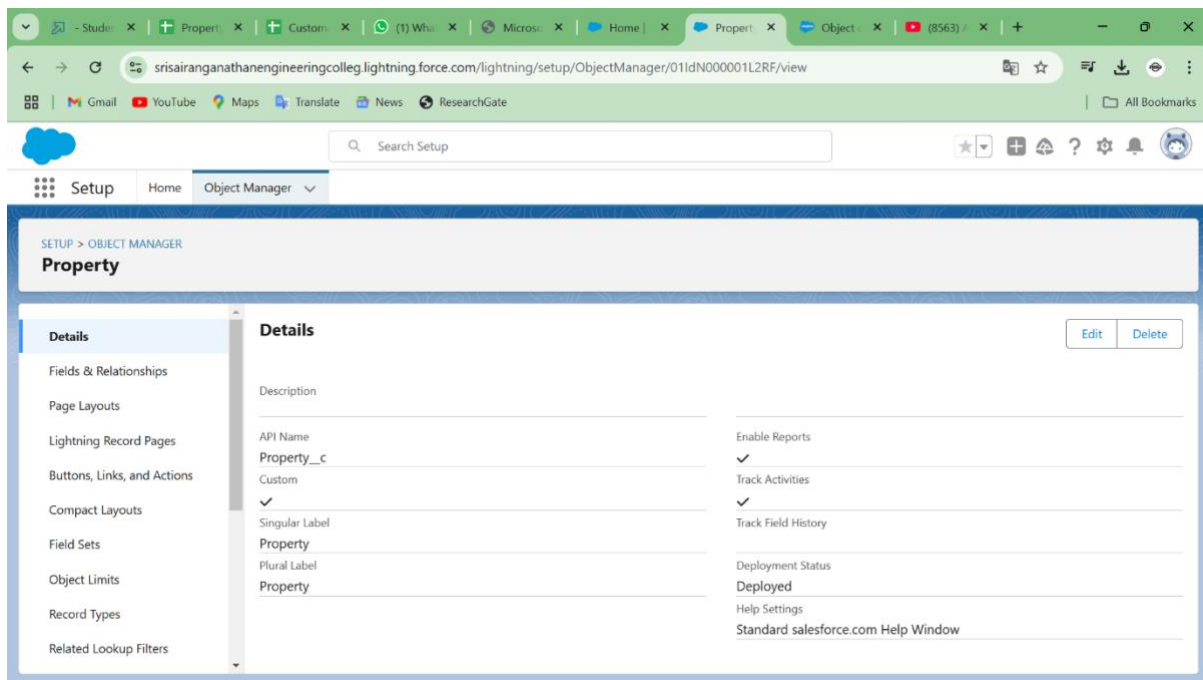 - Studer
Propert
Custom
(1) Wha
Microso
Home |
Propert
Object c
(8563) /
srisairanganathanengineeringcolleg.lightning.force.com/lightning/setup/ObjectManager/01IdN000001L2RF/view
Gmail YouTube Maps Translate News ResearchGate All Bookmarks
Search Setup
Setup Home Object Manager
SETUP > OBJECT MANAGER
Property
Details
Fields & Relationships
Page Layouts
Lightning Record Pages
Buttons, Links, and Actions
Compact Layouts
Field Sets
Object Limits
Record Types
Related Lookup Filters
Details
Edit Delete
Description
API Name
Property__c
Custom
Singular Label
Property
Plural Label
Property
Enable Reports
Track Activities
Track Field History
Deployment Status
Deployed
Help Settings
Standard salesforce.com Help Window